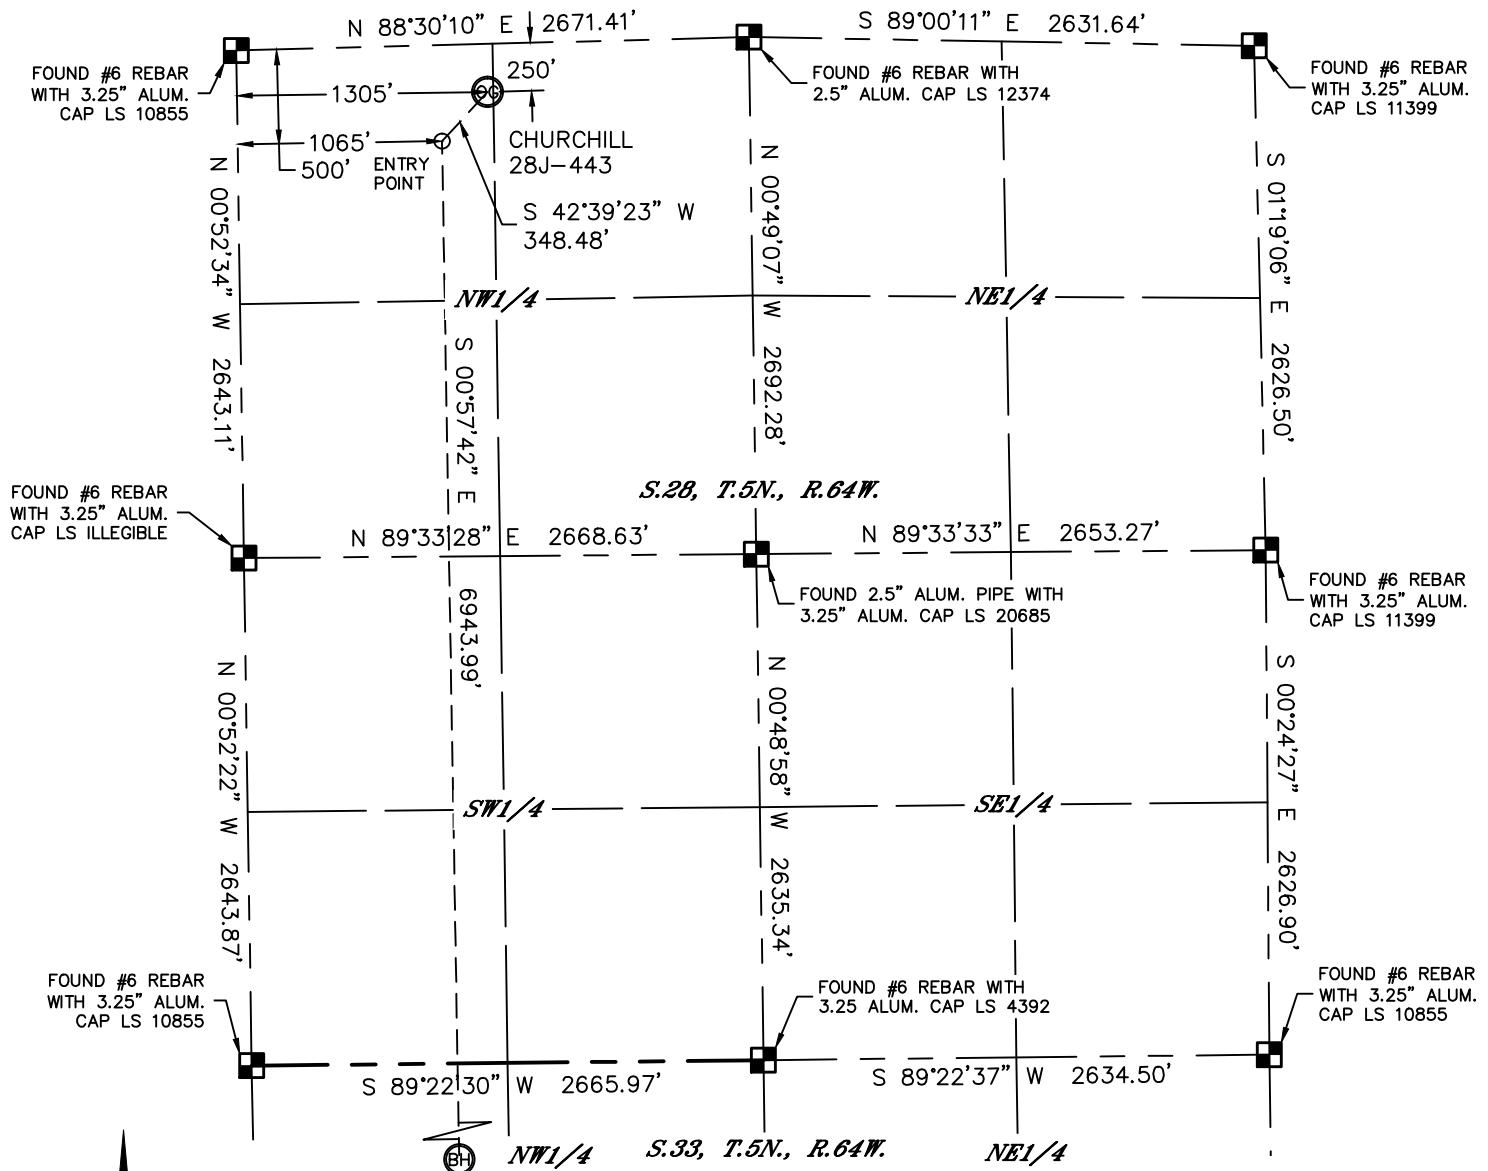 N 88°30'10" E 2671.41'
S 89°00'11" E 2631.64'
FOUND #6 REBAR
WITH 3.25" ALUM.
CAP LS 10855
250'
1305'
OG
FOUND #6 REBAR WITH
2.5" ALUM. CAP LS 12374
FOUND #6 REBAR
WITH 3.25" ALUM.
CAP LS 11399
1065'
500'
ENTRY
POINT
CHURCHILL
28J-443
S 42°39'23" W
348.48'
N 00°52'34" W 2643.11'
N 00°49'07" W 2692.28'
S 01°19'06" E 2626.50'
NW1/4
NE1/4
S 00°57'42" E 6943.99'
S.28, T.5N., R.64W.
FOUND #6 REBAR
WITH 3.25" ALUM.
CAP LS ILLEGIBLE
N 89°33'28" E 2668.63'
N 89°33'33" E 2653.27'
FOUND 2.5" ALUM. PIPE WITH
3.25" ALUM. CAP LS 20685
FOUND #6 REBAR
WITH 3.25" ALUM.
CAP LS 11399
N 00°52'22" W 2643.87'
N 00°48'58" W 2635.34'
S 00°24'27" E 2626.90'
SW1/4
SE1/4
FOUND #6 REBAR
WITH 3.25" ALUM.
CAP LS 10855
FOUND #6 REBAR WITH
3.25 ALUM. CAP LS 4392
FOUND #6 REBAR
WITH 3.25" ALUM.
CAP LS 10855
S 89°22'30" W 2665.97'
S 89°22'37" W 2634.50'
BH
NW1/4
S.33, T.5N., R.64W.
NE1/4